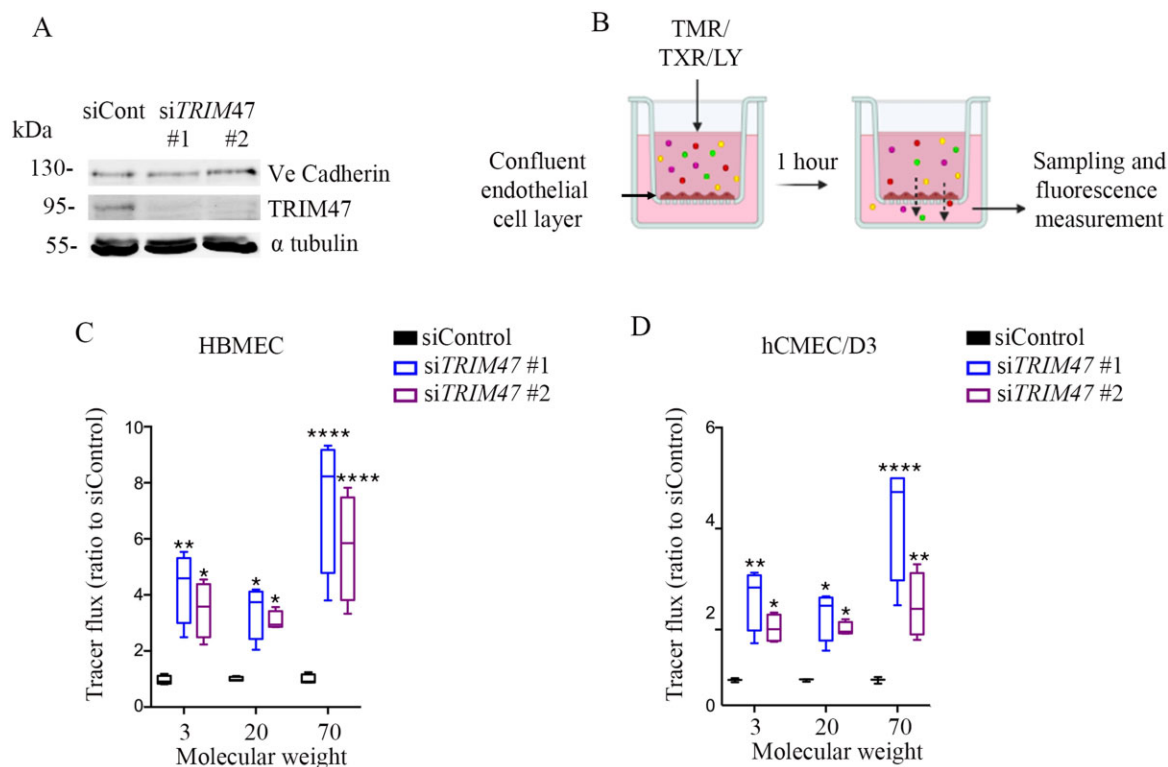 A
siCont siTRIM47
kDa #1 #2
130- Ve Cadherin
95- TRIM47
55- α tubulin
B
TMR/
TXR/LY
Confluent
endothelial
cell layer
1 hour
Sampling and
fluorescence
measurement
C
HBMEC
siControl
siTRIM47 #1
siTRIM47 #2
Tracer flux (ratio to siControl)
10
8
6
4
2
0
** * * * **** ****
3 20 70
Molecular weight
D
hCMEC/D3
siControl
siTRIM47 #1
siTRIM47 #2
Tracer flux (ratio to siControl)
6
4
2
0
** * * * **** **
3 20 70
Molecular weight